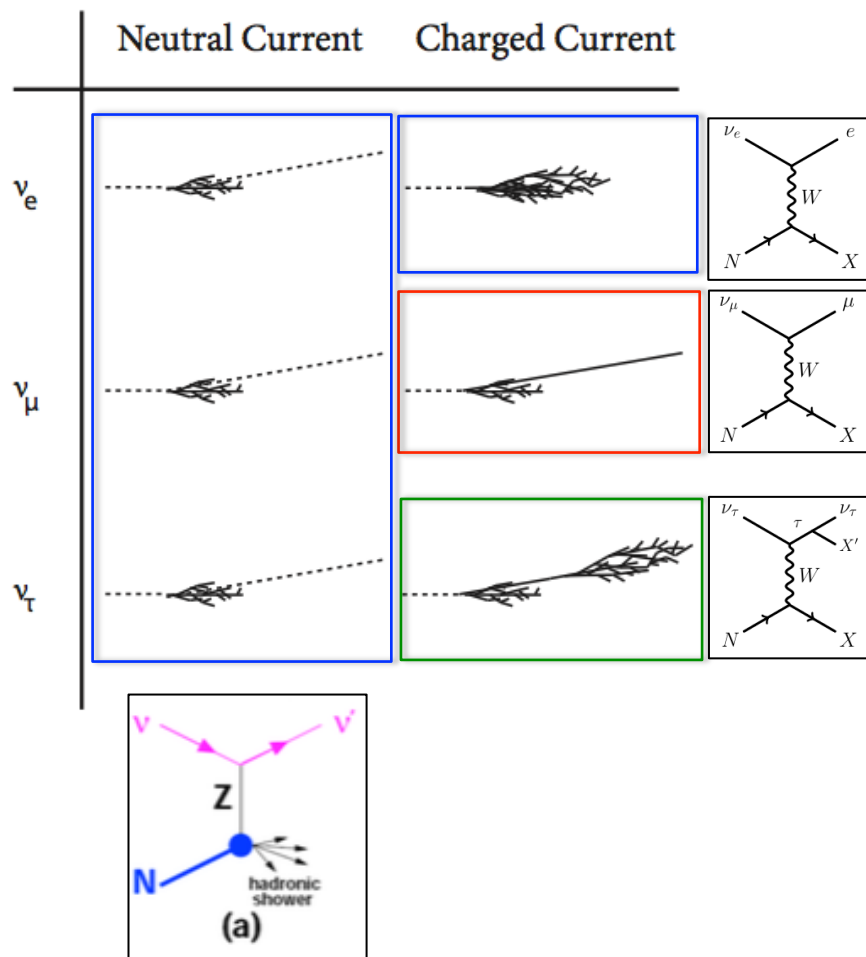 Neutral Current Charged Current
ν_e
ν_e e
W
N X
ν_μ
ν_μ μ
W
N X
ν_τ
ν_τ τ ν_τ
X′
W
N X
ν ν′
Z
N
hadronic
shower
(a)